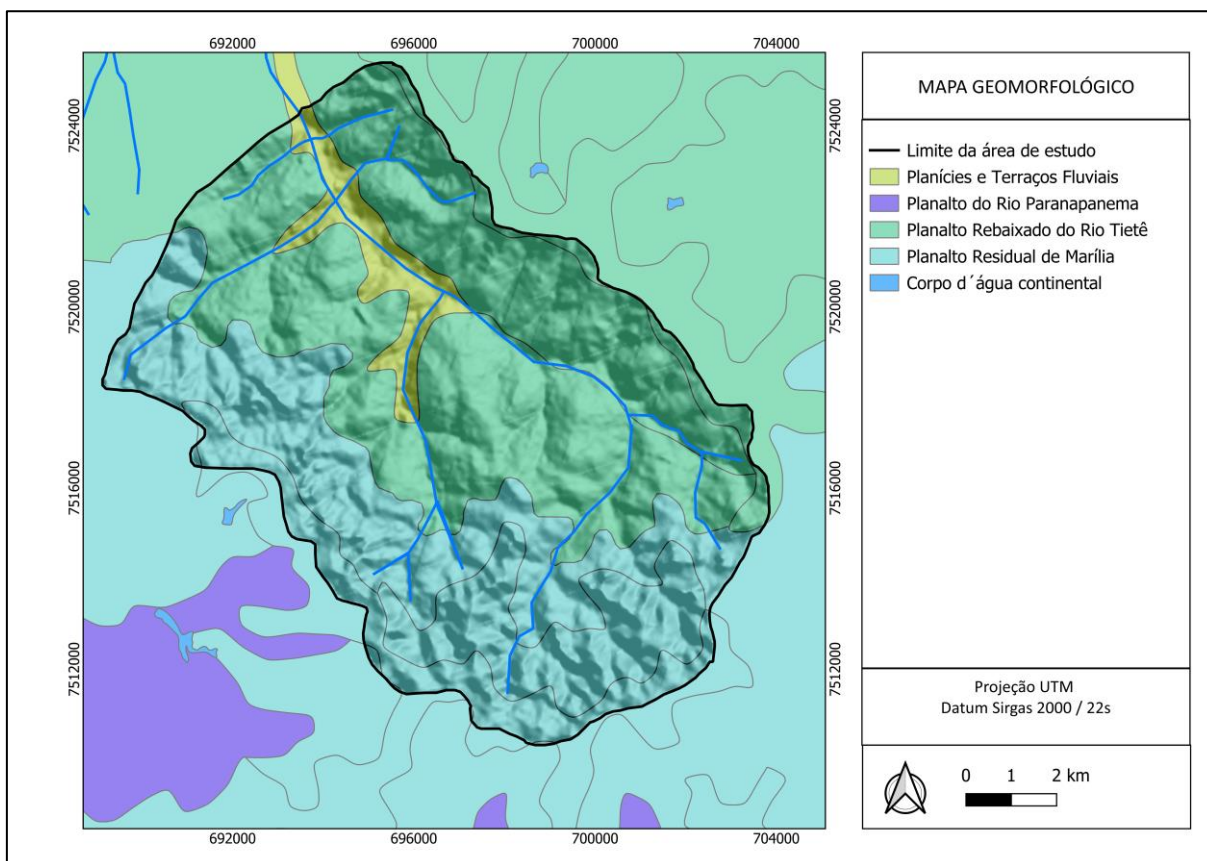 692000 696000 700000 704000
7524000
7520000
7516000
7512000
7524000
7520000
7516000
7512000
692000 696000 700000 704000
MAPA GEOMORFOLÓGICO
Limite da área de estudo
Planícies e Terraços Fluviais
Planalto do Rio Paranapanema
Planalto Rebaixado do Rio Tietê
Planalto Residual de Marília
Corpo d´água continental
Projeção UTM
Datum Sirgas 2000 / 22s
0 1 2 km